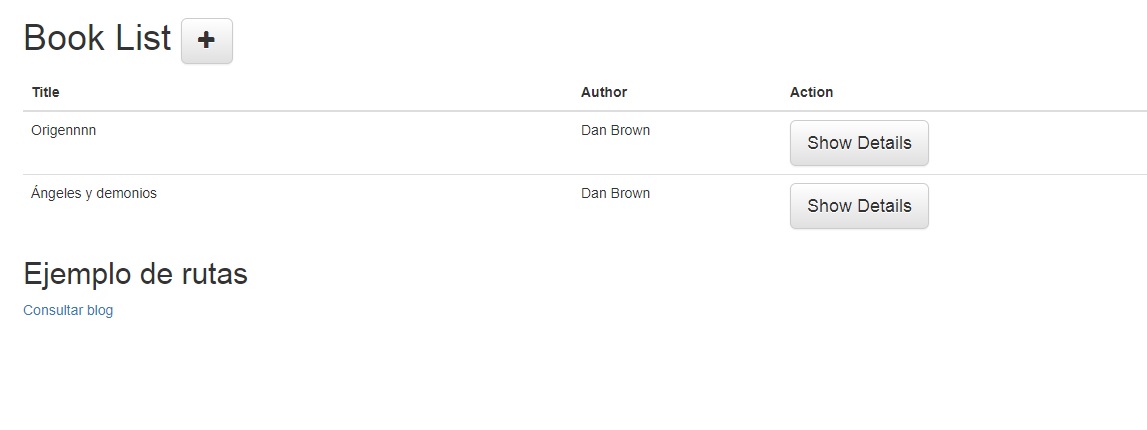 Book List +
Title Author Action
Origennnn Dan Brown Show Details
Ángeles y demonios Dan Brown Show Details
Ejemplo de rutas
Consultar blog